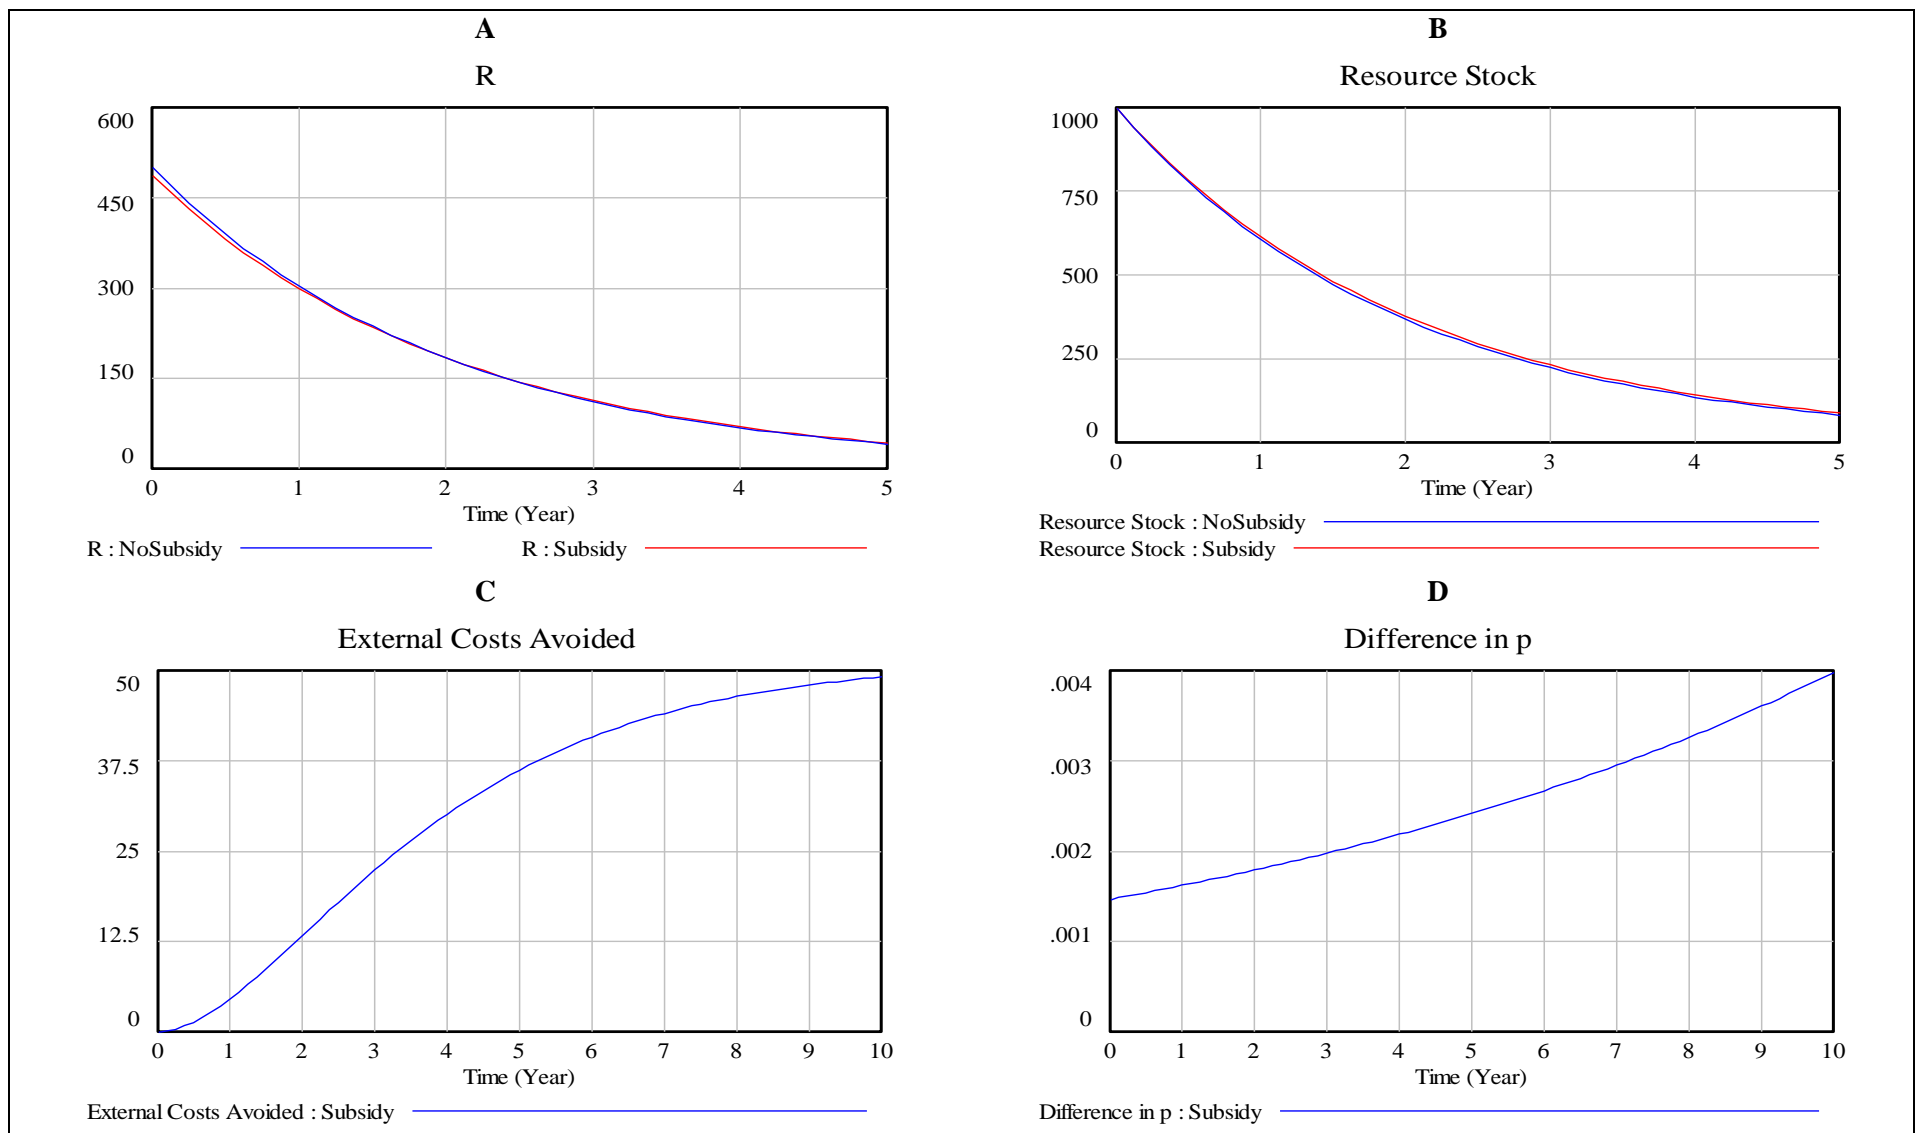 A
R
600
450
300
150
0
0 1 2 3 4 5
Time (Year)
R : NoSubsidy
R : Subsidy
B
Resource Stock
1000
750
500
250
0
0 1 2 3 4 5
Time (Year)
Resource Stock : NoSubsidy
Resource Stock : Subsidy
C
External Costs Avoided
50
37.5
25
12.5
0
0 1 2 3 4 5 6 7 8 9 10
Time (Year)
External Costs Avoided : Subsidy
D
Difference in p
.004
.003
.002
.001
0
0 1 2 3 4 5 6 7 8 9 10
Time (Year)
Difference in p : Subsidy